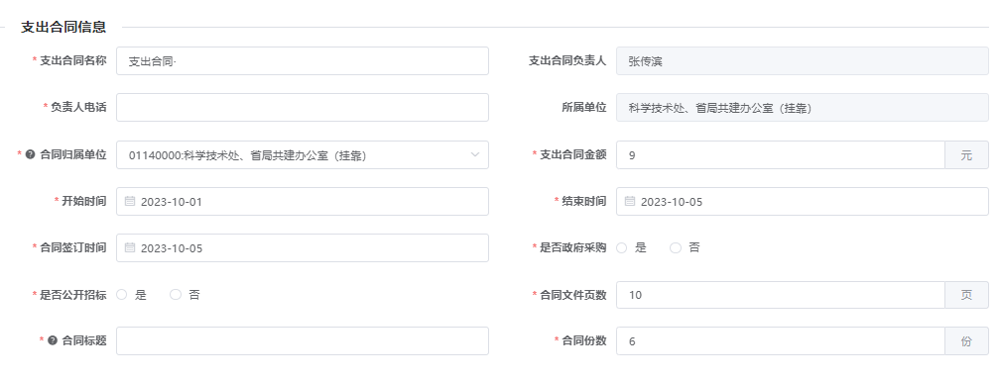 支出合同信息
* 支出合同名称 支出合同· 支出合同负责人 张传滨
* 负责人电话 所属单位 科学技术处、省局共建办公室（挂靠）
* ? 合同归属单位 01140000:科学技术处、省局共建办公室（挂靠） * 支出合同金额 9 元
* 开始时间 2023-10-01 * 结束时间 2023-10-05
* 合同签订时间 2023-10-05 * 是否政府采购 是 否
* 是否公开招标 是 否 * 合同文件页数 10 页
* ? 合同标题 * 合同份数 6 份